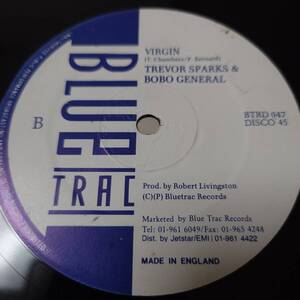 VIRGIN
(T. Chambers/P. Bernard)
TREVOR SPARKS &
BOBO GENERAL
BTRD 047
DISCO 45
B
BLUE
TRAC
Prod. by Robert Livingston
(C)(P) Bluetrac Records
Marketed by Blue Trac Records
Tel: 01-961 6049/Fax: 01-965 4248
Dist. by Jetstar/EMI : 01-961 4422
MADE IN ENGLAND